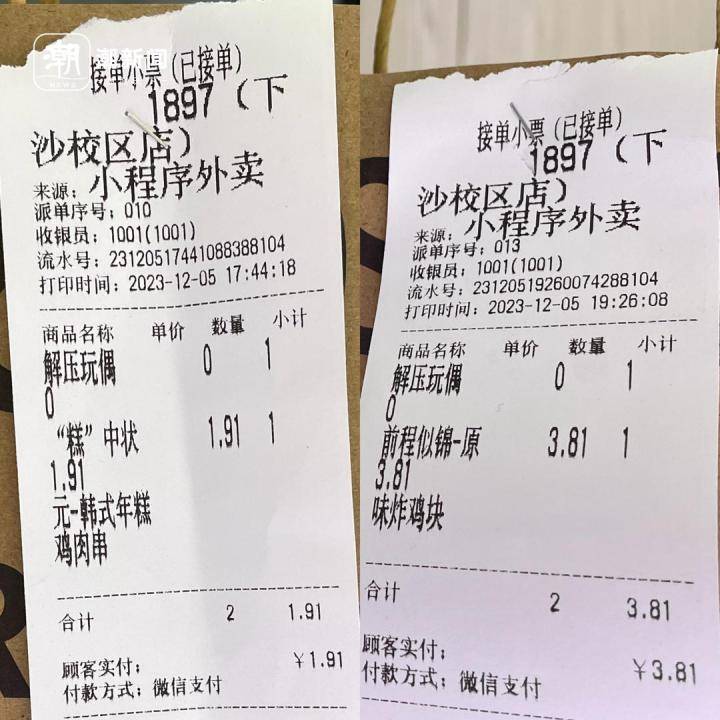 潮 潮新闻
NEWS
接单小票(已接单)
1897(下
沙校区店)
来源:小程序外卖
派单序号:010
收银员:1001(1001)
流水号:23120517441088388104
打印时间:2023-12-05 17:44:18
商品名称 单价 数量 小计
解压玩偶 0 1
0
“糕”中状 1.91 1
1.91
元-韩式年糕
鸡肉串
合计 2 1.91
顾客实付: ¥1.91
付款方式:微信支付
接单小票(已接单)
1897(下
沙校区店)
来源:小程序外卖
派单序号:013
收银员:1001(1001)
流水号:23120519260074288104
打印时间:2023-12-05 19:26:08
商品名称 单价 数量 小计
解压玩偶 0 1
0
前程似锦-原 3.81 1
3.81
味炸鸡块
合计 2 3.81
顾客实付: ¥3.81
付款方式:微信支付